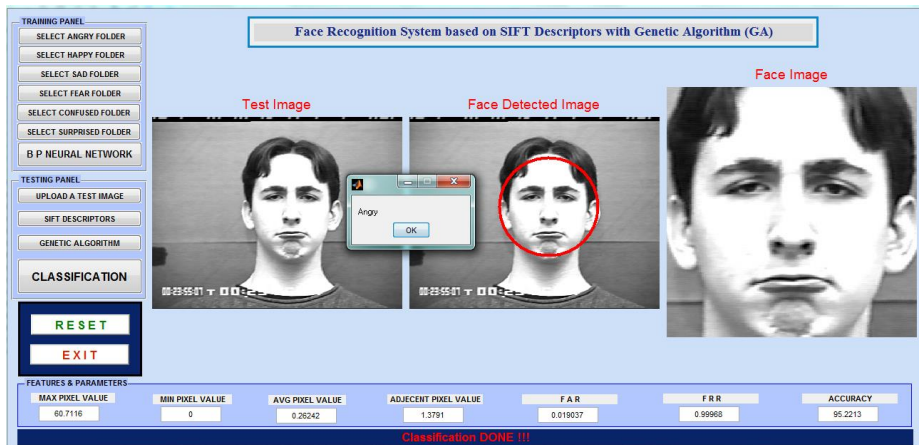 TRAINING PANEL
SELECT ANGRY FOLDER
SELECT HAPPY FOLDER
SELECT SAD FOLDER
SELECT FEAR FOLDER
SELECT CONFUSED FOLDER
SELECT SURPRISED FOLDER
B P NEURAL NETWORK
TESTING PANEL
UPLOAD A TEST IMAGE
SIFT DESCRIPTORS
GENETIC ALGORITHM
CLASSIFICATION
RESET
EXIT
Face Recognition System based on SIFT Descriptors with Genetic Algorithm (GA)
Test Image
Face Detected Image
Face Image
Angry
OK
FEATURES & PARAMETERS
MAX PIXEL VALUE MIN PIXEL VALUE AVG PIXEL VALUE ADJECENT PIXEL VALUE F A R F R R ACCURACY
60.7116 0 0.26242 1.3791 0.019037 0.99968 95.2213
Classification DONE !!!